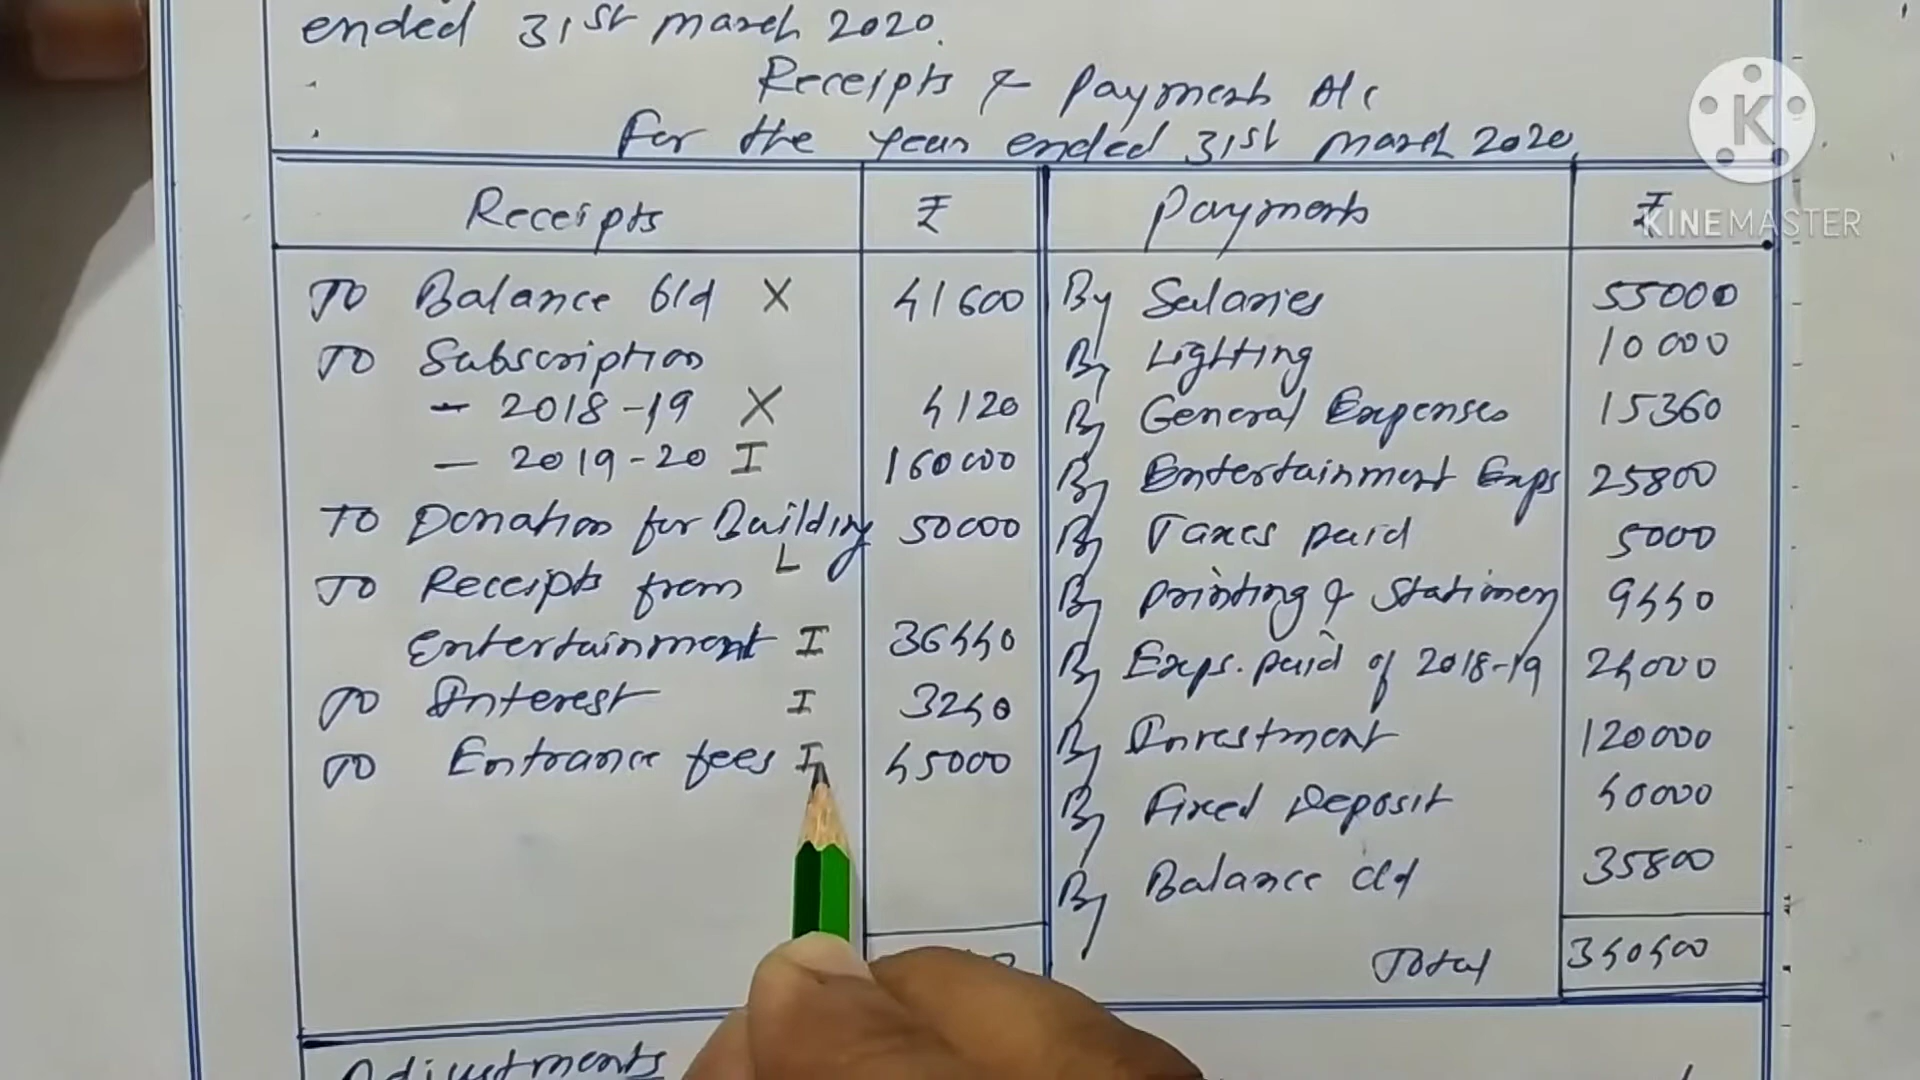 ended 31st March 2020.
Receipts & Payments A/c
For the year ended 31st March 2020.
Receipts ₹ Payments ₹
To Balance b/d X 41600 By Salaries 55000
To Subscription By Lighting 10000
- 2018-19 X 4120 By General Expenses 15360
- 2019-20 I 160000 By Entertainment Exps 25800
To Donation for Building L 50000 By Taxes paid 5000
To Receipts from By Printing & Stationery 9440
Entertainment I 36440 By Exps. paid of 2018-19 24000
To Interest I 3240 By Investment 120000
To Entrance fees I 45000 By Fixed Deposit 40000
By Balance c/d 35800
Total 340400
Adjustments
K
KINEMASTER